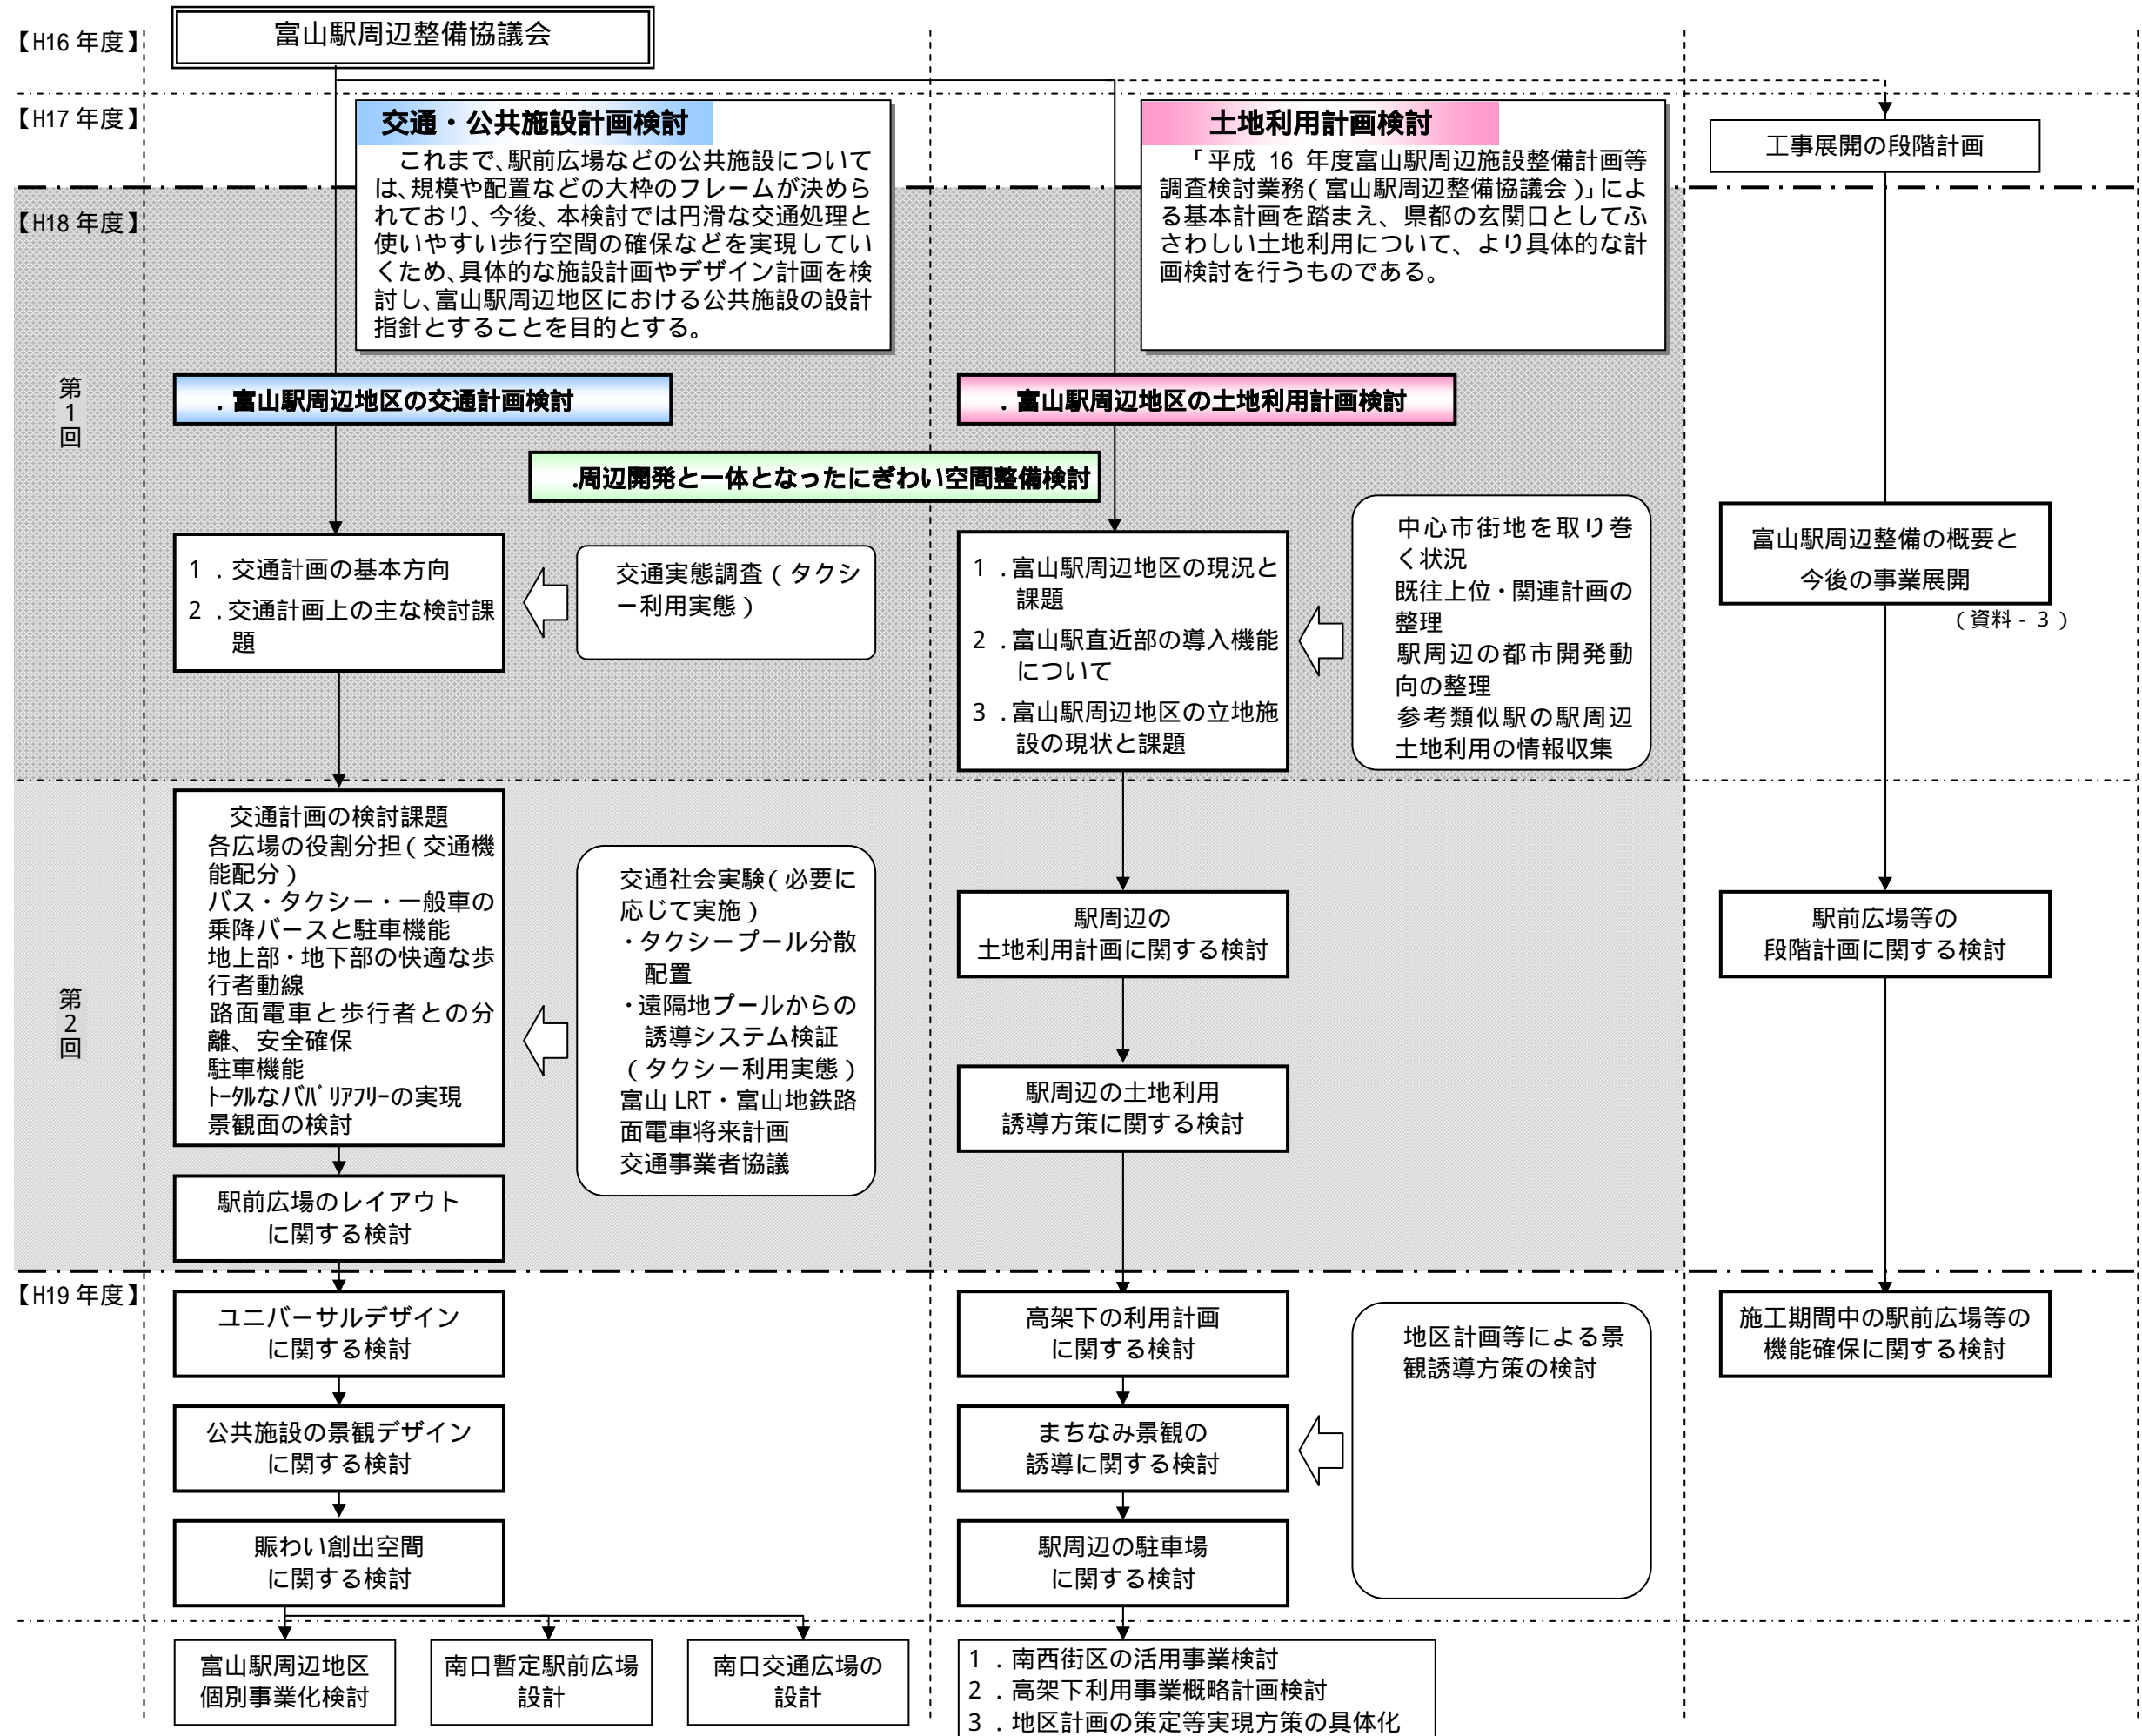 【H16 年度】
富山駅周辺整備協議会
【H17 年度】
交通・公共施設計画検討
これまで、駅前広場などの公共施設について
は、規模や配置などの大枠のフレームが決めら
れており、今後、本検討では円滑な交通処理と
使いやすい歩行空間の確保などを実現してい
くため、具体的な施設計画やデザイン計画を検
討し、富山駅周辺地区における公共施設の設計
指針とすることを目的とする。
土地利用計画検討
「平成 16 年度富山駅周辺施設整備計画等
調査検討業務(富山駅周辺整備協議会)」によ
る基本計画を踏まえ、県都の玄関口としてふ
さわしい土地利用について、より具体的な計
画検討を行うものである。
工事展開の段階計画
【H18 年度】
第
1
回
.富山駅周辺地区の交通計画検討
.富山駅周辺地区の土地利用計画検討
.周辺開発と一体となったにぎわい空間整備検討
1 .交通計画の基本方向
2 .交通計画上の主な検討課
題
交通実態調査(タクシ
ー利用実態)
1 .富山駅周辺地区の現況と
課題
2 .富山駅直近部の導入機能
について
3 .富山駅周辺地区の立地施
設の現状と課題
中心市街地を取り巻
く状況
既往上位・関連計画の
整理
駅周辺の都市開発動
向の整理
参考類似駅の駅周辺
土地利用の情報収集
富山駅周辺整備の概要と
今後の事業展開
(資料-3)
第
2
回
交通計画の検討課題
各広場の役割分担(交通機
能配分)
バス・タクシー・一般車の
乗降バースと駐車機能
地上部・地下部の快適な歩
行者動線
路面電車と歩行者との分
離、安全確保
駐車機能
ﾄｰﾀﾙなバﾊﾞﾘｱﾌﾘｰの実現
景観面の検討
交通社会実験(必要に
応じて実施)
・タクシープール分散
配置
・遠隔地プールからの
誘導システム検証
(タクシー利用実態)
富山 LRT・富山地鉄路
面電車将来計画
交通事業者協議
駅前広場のレイアウト
に関する検討
駅周辺の
土地利用計画に関する検討
駅周辺の土地利用
誘導方策に関する検討
駅前広場等の
段階計画に関する検討
【H19 年度】
ユニバーサルデザイン
に関する検討
公共施設の景観デザイン
に関する検討
賑わい創出空間
に関する検討
高架下の利用計画
に関する検討
まちなみ景観の
誘導に関する検討
駅周辺の駐車場
に関する検討
地区計画等による景
観誘導方策の検討
施工期間中の駅前広場等の
機能確保に関する検討
富山駅周辺地区
個別事業化検討
南口暫定駅前広場
設計
南口交通広場の
設計
1 .南西街区の活用事業検討
2 .高架下利用事業概略計画検討
3 .地区計画の策定等実現方策の具体化